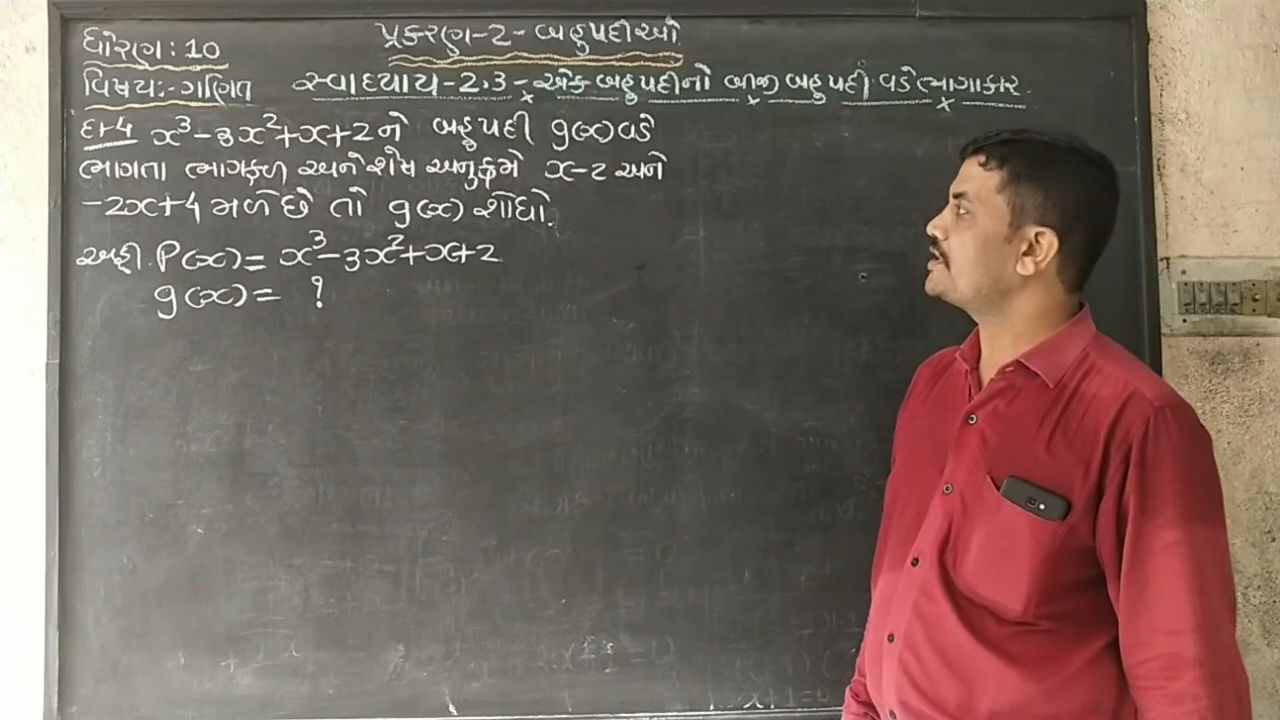 ધોરણ: 10
પ્રકરણ-2- બહુપદીઓ
વિષય:-ગણિત
સ્વાધ્યાય-2.3 - એક બહુપદીનો બીજી બહુપદી વડે ભાગાકાર
દા-4 x³-3x²+x+2 ને બહુપદી g(x) વડે
ભાગતા ભાગફળ અને શેષ અનુક્રમે x-2 અને
-2x+4 મળે છે તો g(x) શોધો.
અહી. P(x)= x³-3x²+x+2
g(x)= ?